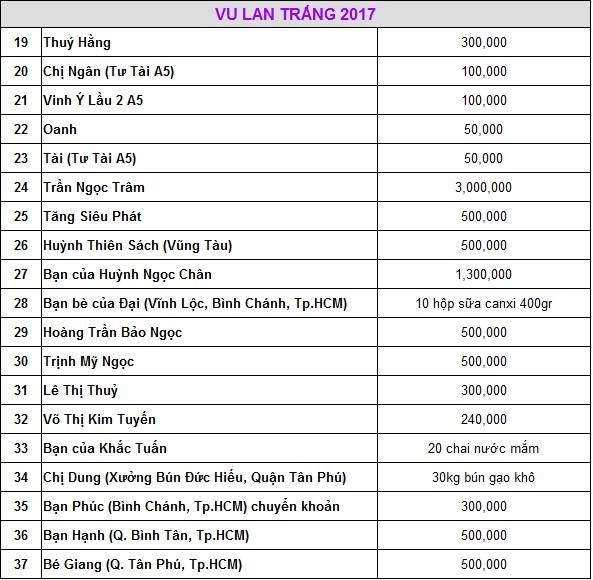 VU LAN TRÁNG 2017
19 Thuý Hằng 300,000
20 Chị Ngân (Tư Tài A5) 100,000
21 Vinh Ý Lầu 2 A5 100,000
22 Oanh 50,000
23 Tài (Tư Tài A5) 50,000
24 Trần Ngọc Trâm 3,000,000
25 Tăng Siêu Phát 500,000
26 Huỳnh Thiên Sách (Vũng Tàu) 500,000
27 Bạn của Huỳnh Ngọc Chân 1,300,000
28 Bạn bè của Đại (Vĩnh Lộc, Bình Chánh, Tp.HCM) 10 hộp sữa canxi 400gr
29 Hoàng Trần Bảo Ngọc 500,000
30 Trịnh Mỹ Ngọc 500,000
31 Lê Thị Thuỷ 300,000
32 Võ Thị Kim Tuyến 240,000
33 Bạn của Khắc Tuấn 20 chai nước mắm
34 Chị Dung (Xưởng Bún Đức Hiếu, Quận Tân Phú) 30kg bún gạo khô
35 Bạn Phúc (Bình Chánh, Tp.HCM) chuyển khoản 300,000
36 Bạn Hạnh (Q. Bình Tân, Tp.HCM) 500,000
37 Bé Giang (Q. Tân Phú, Tp.HCM) 500,000